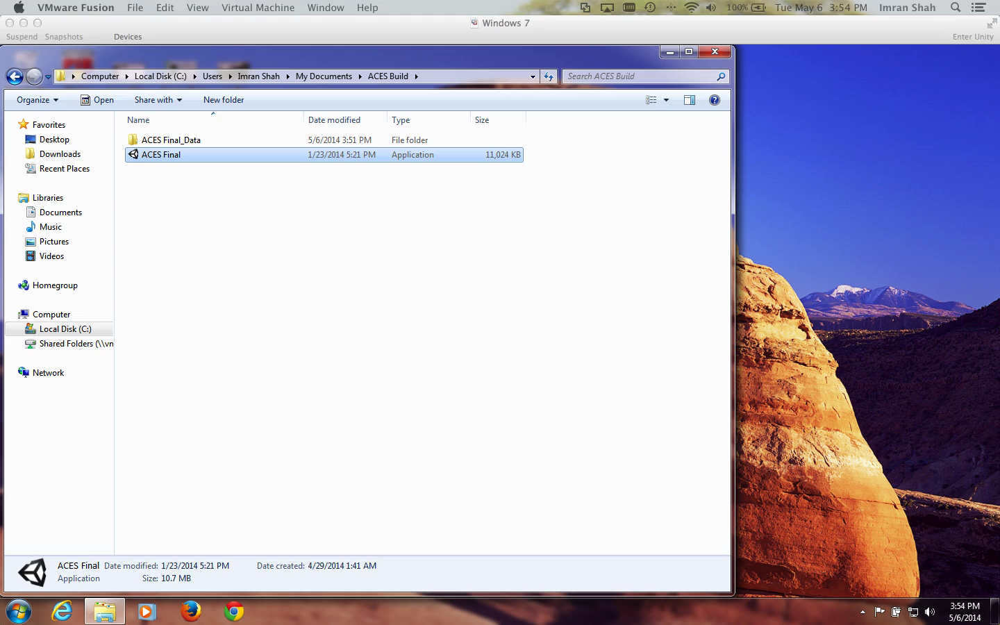 VMware Fusion File Edit View Virtual Machine Window Help 100% Tue May 6 3:54 PM Imran Shah
Windows 7
Suspend Snapshots Devices Enter Unity
Computer Local Disk (C:) Users Imran Shah My Documents ACES Build Search ACES Build
Organize Open Share with New folder
Name Date modified Type Size
ACES Final_Data 5/6/2014 3:51 PM File folder
ACES Final 1/23/2014 5:21 PM Application 11,024 KB
Favorites
Desktop
Downloads
Recent Places
Libraries
Documents
Music
Pictures
Videos
Homegroup
Computer
Local Disk (C:)
Shared Folders (\\vn
Network
ACES Final Date modified: 1/23/2014 5:21 PM Date created: 4/29/2014 1:41 AM
Application Size: 10.7 MB
3:54 PM
5/6/2014